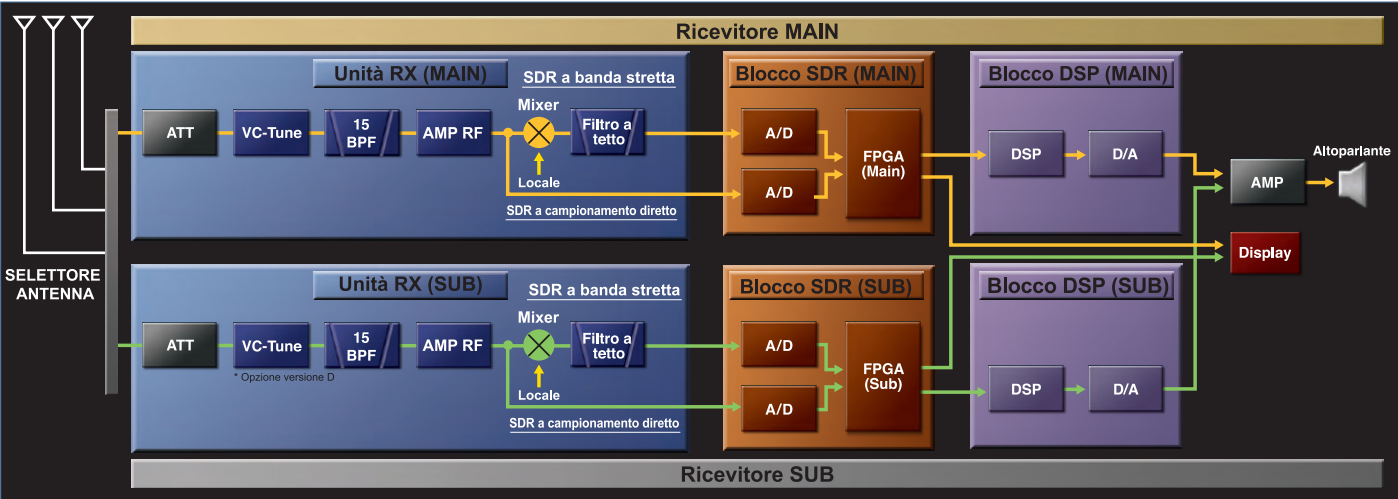 Ricevitore MAIN
Unità RX (MAIN)
SDR a banda stretta
Mixer
ATT
VC-Tune
15
BPF
AMP RF
Filtro a
tetto
Locale
SDR a campionamento diretto
Blocco SDR (MAIN)
A/D
A/D
FPGA
(Main)
Blocco DSP (MAIN)
DSP
D/A
AMP
Altoparlante
Display
SELETTORE
ANTENNA
Unità RX (SUB)
SDR a banda stretta
Mixer
ATT
VC-Tune
* Opzione versione D
15
BPF
AMP RF
Filtro a
tetto
Locale
SDR a campionamento diretto
Blocco SDR (SUB)
A/D
A/D
FPGA
(Sub)
Blocco DSP (SUB)
DSP
D/A
Ricevitore SUB